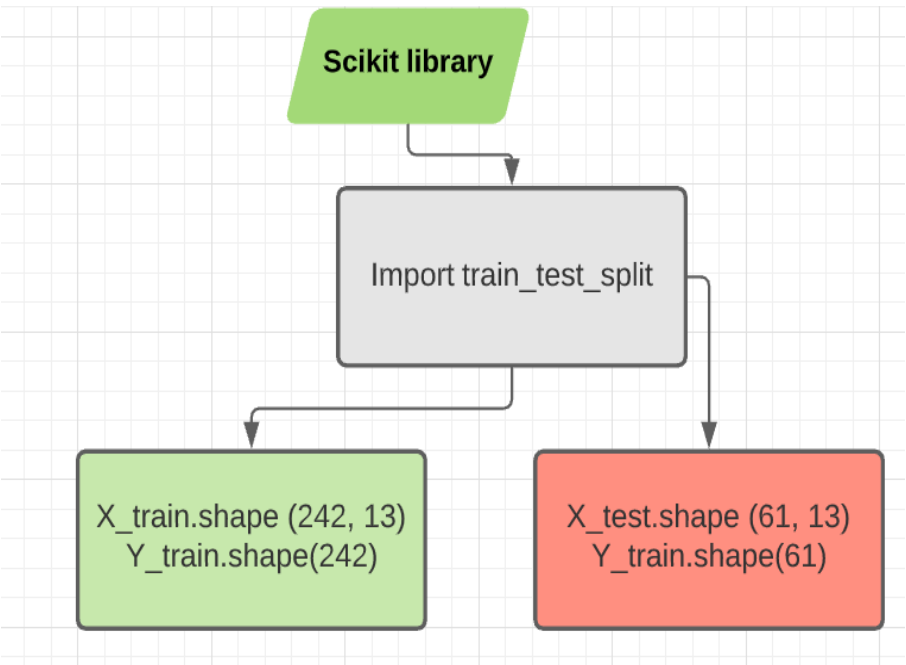 Scikit library
Import train_test_split
X_train.shape (242, 13)
Y_train.shape(242)
X_test.shape (61, 13)
Y_train.shape(61)